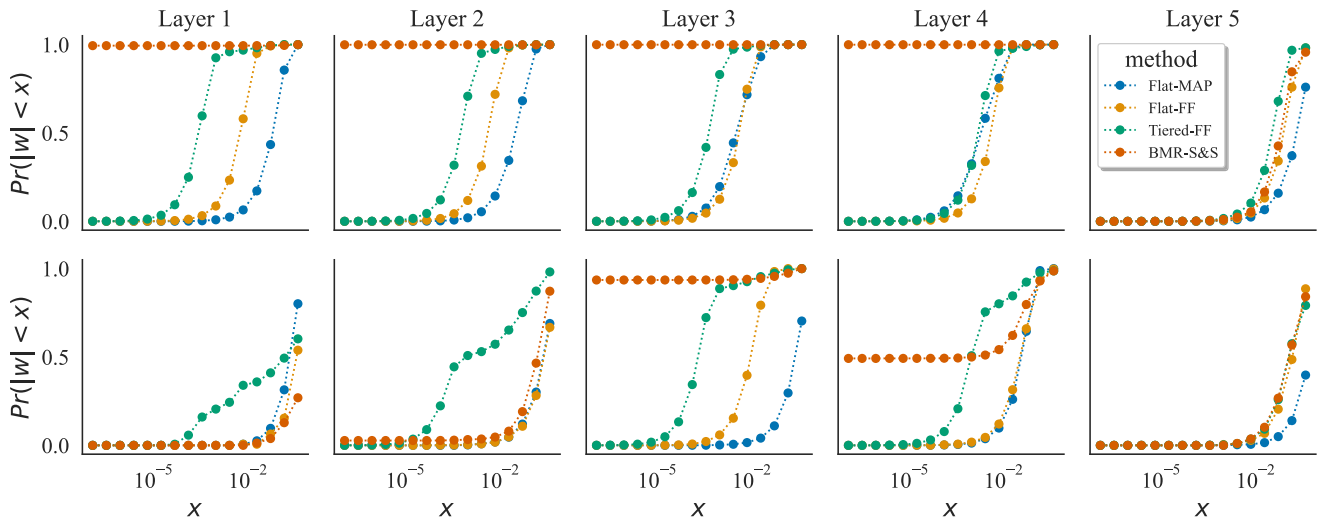 Layer 1
Layer 2
Layer 3
Layer 4
Layer 5
1.0
0.5
0.0
Pr(|w| < x)
method
Flat-MAP
Flat-FF
Tiered-FF
BMR-S&S
1.0
0.5
0.0
Pr(|w| < x)
10⁻⁵ 10⁻²
10⁻⁵ 10⁻²
10⁻⁵ 10⁻²
10⁻⁵ 10⁻²
10⁻⁵ 10⁻²
x
x
x
x
x